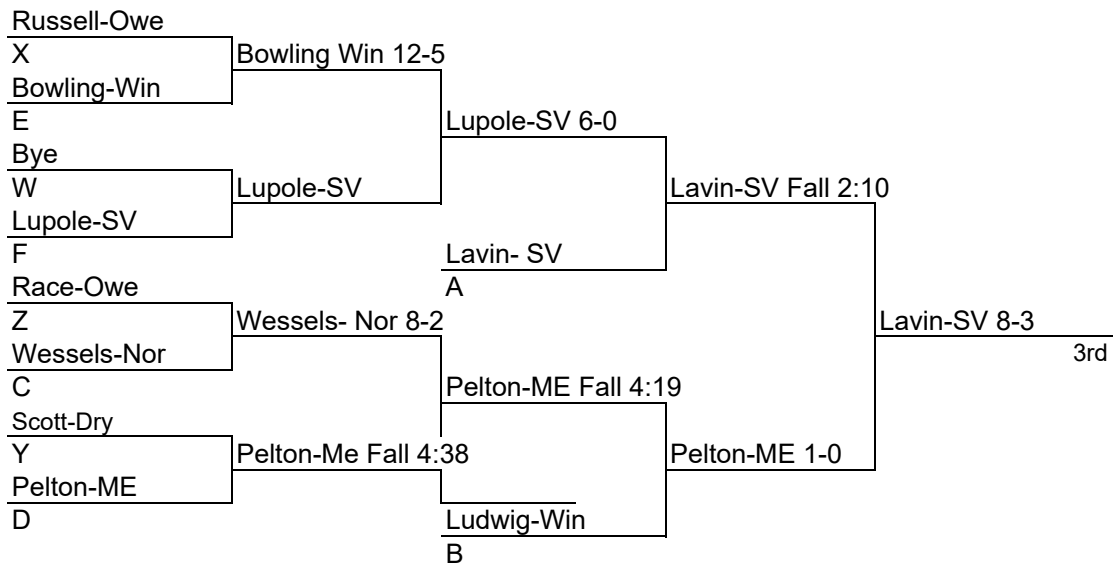 Russell-Owe
X
Bowling Win 12-5
Bowling-Win
E
Lupole-SV 6-0
Bye
W
Lupole-SV
Lavin-SV Fall 2:10
Lupole-SV
F
Lavin- SV
Race-Owe
A
Z
Wessels- Nor 8-2
Lavin-SV 8-3
Wessels-Nor
3rd
C
Pelton-ME Fall 4:19
Scott-Dry
Y
Pelton-Me Fall 4:38
Pelton-ME 1-0
Pelton-ME
D
Ludwig-Win
B